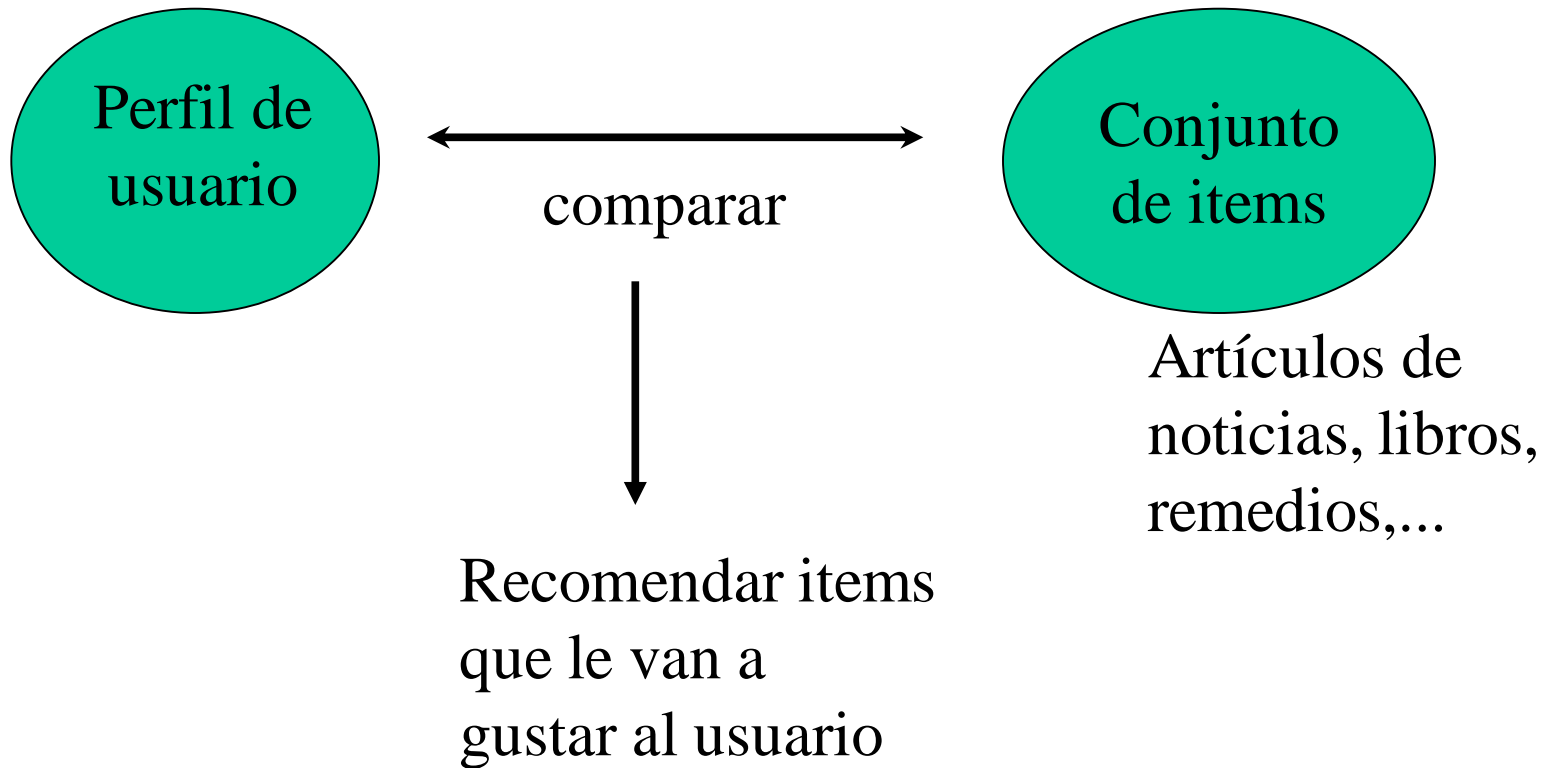 Perfil de
usuario
comparar
Conjunto
de items
Artículos de
noticias, libros,
remedios,...
Recomendar items
que le van a
gustar al usuario